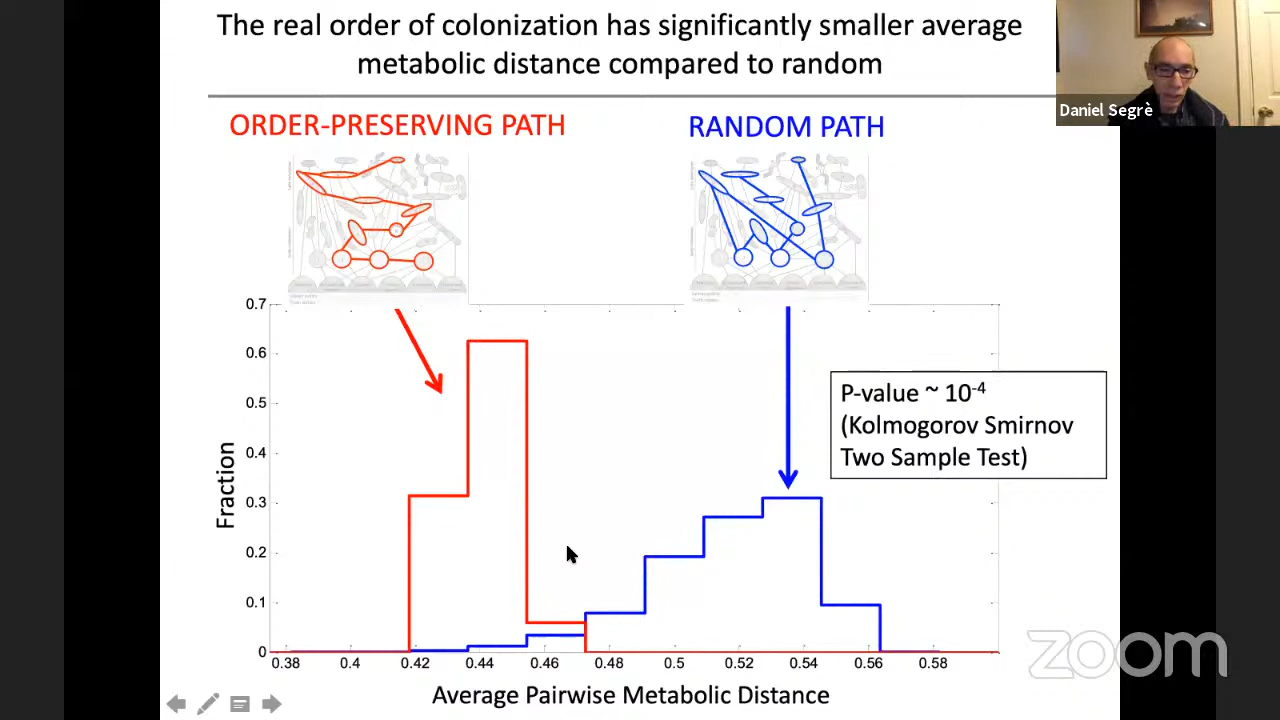 The real order of colonization has significantly smaller average
metabolic distance compared to random
Daniel Segrè
ORDER-PRESERVING PATH
RANDOM PATH
0.7
0.6
0.5
0.4
0.3
0.2
0.1
0
Fraction
P-value ~ 10⁻⁴
(Kolmogorov Smirnov
Two Sample Test)
0.38 0.4 0.42 0.44 0.46 0.48 0.5 0.52 0.54 0.56 0.58
Average Pairwise Metabolic Distance
zoom